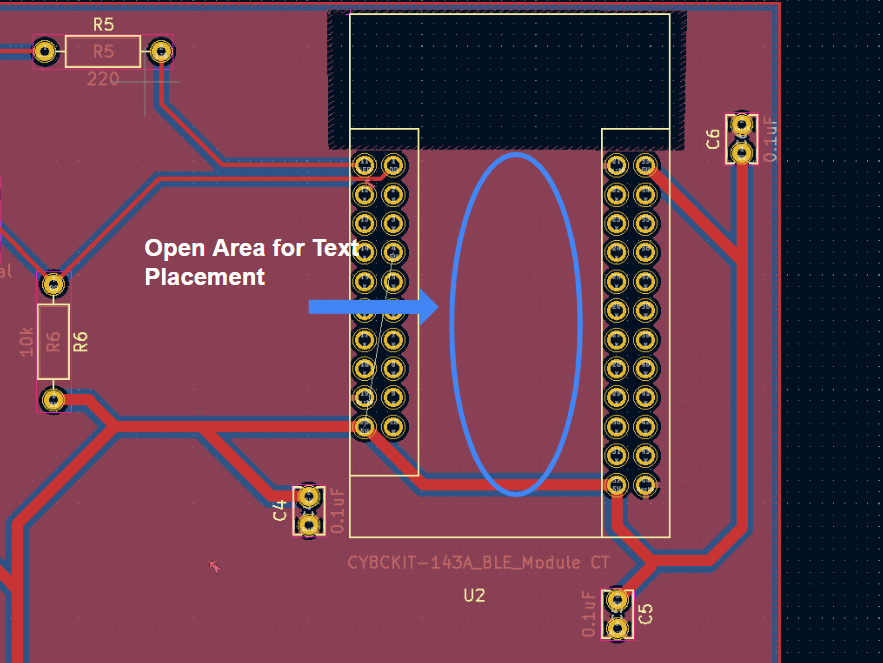 R5
R5
220
C6
0.1uF
Open Area for Text
Placement
al
10k
R6
R6
C4
0.1uF
CY8CKIT-143A_BLE_Module CT
U2
0.1uF
C5